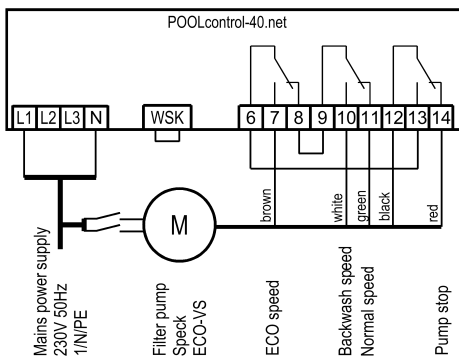 POOLcontrol-40.net
L1 L2 L3 N WSK 6 7 8 9 10 11 12 13 14
brown
white
green
black
red
M
Mains power supply
230V 50Hz
1/N/PE
Filter pump
Speck
ECO-VS
ECO speed
Backwash speed
Normal speed
Pump stop